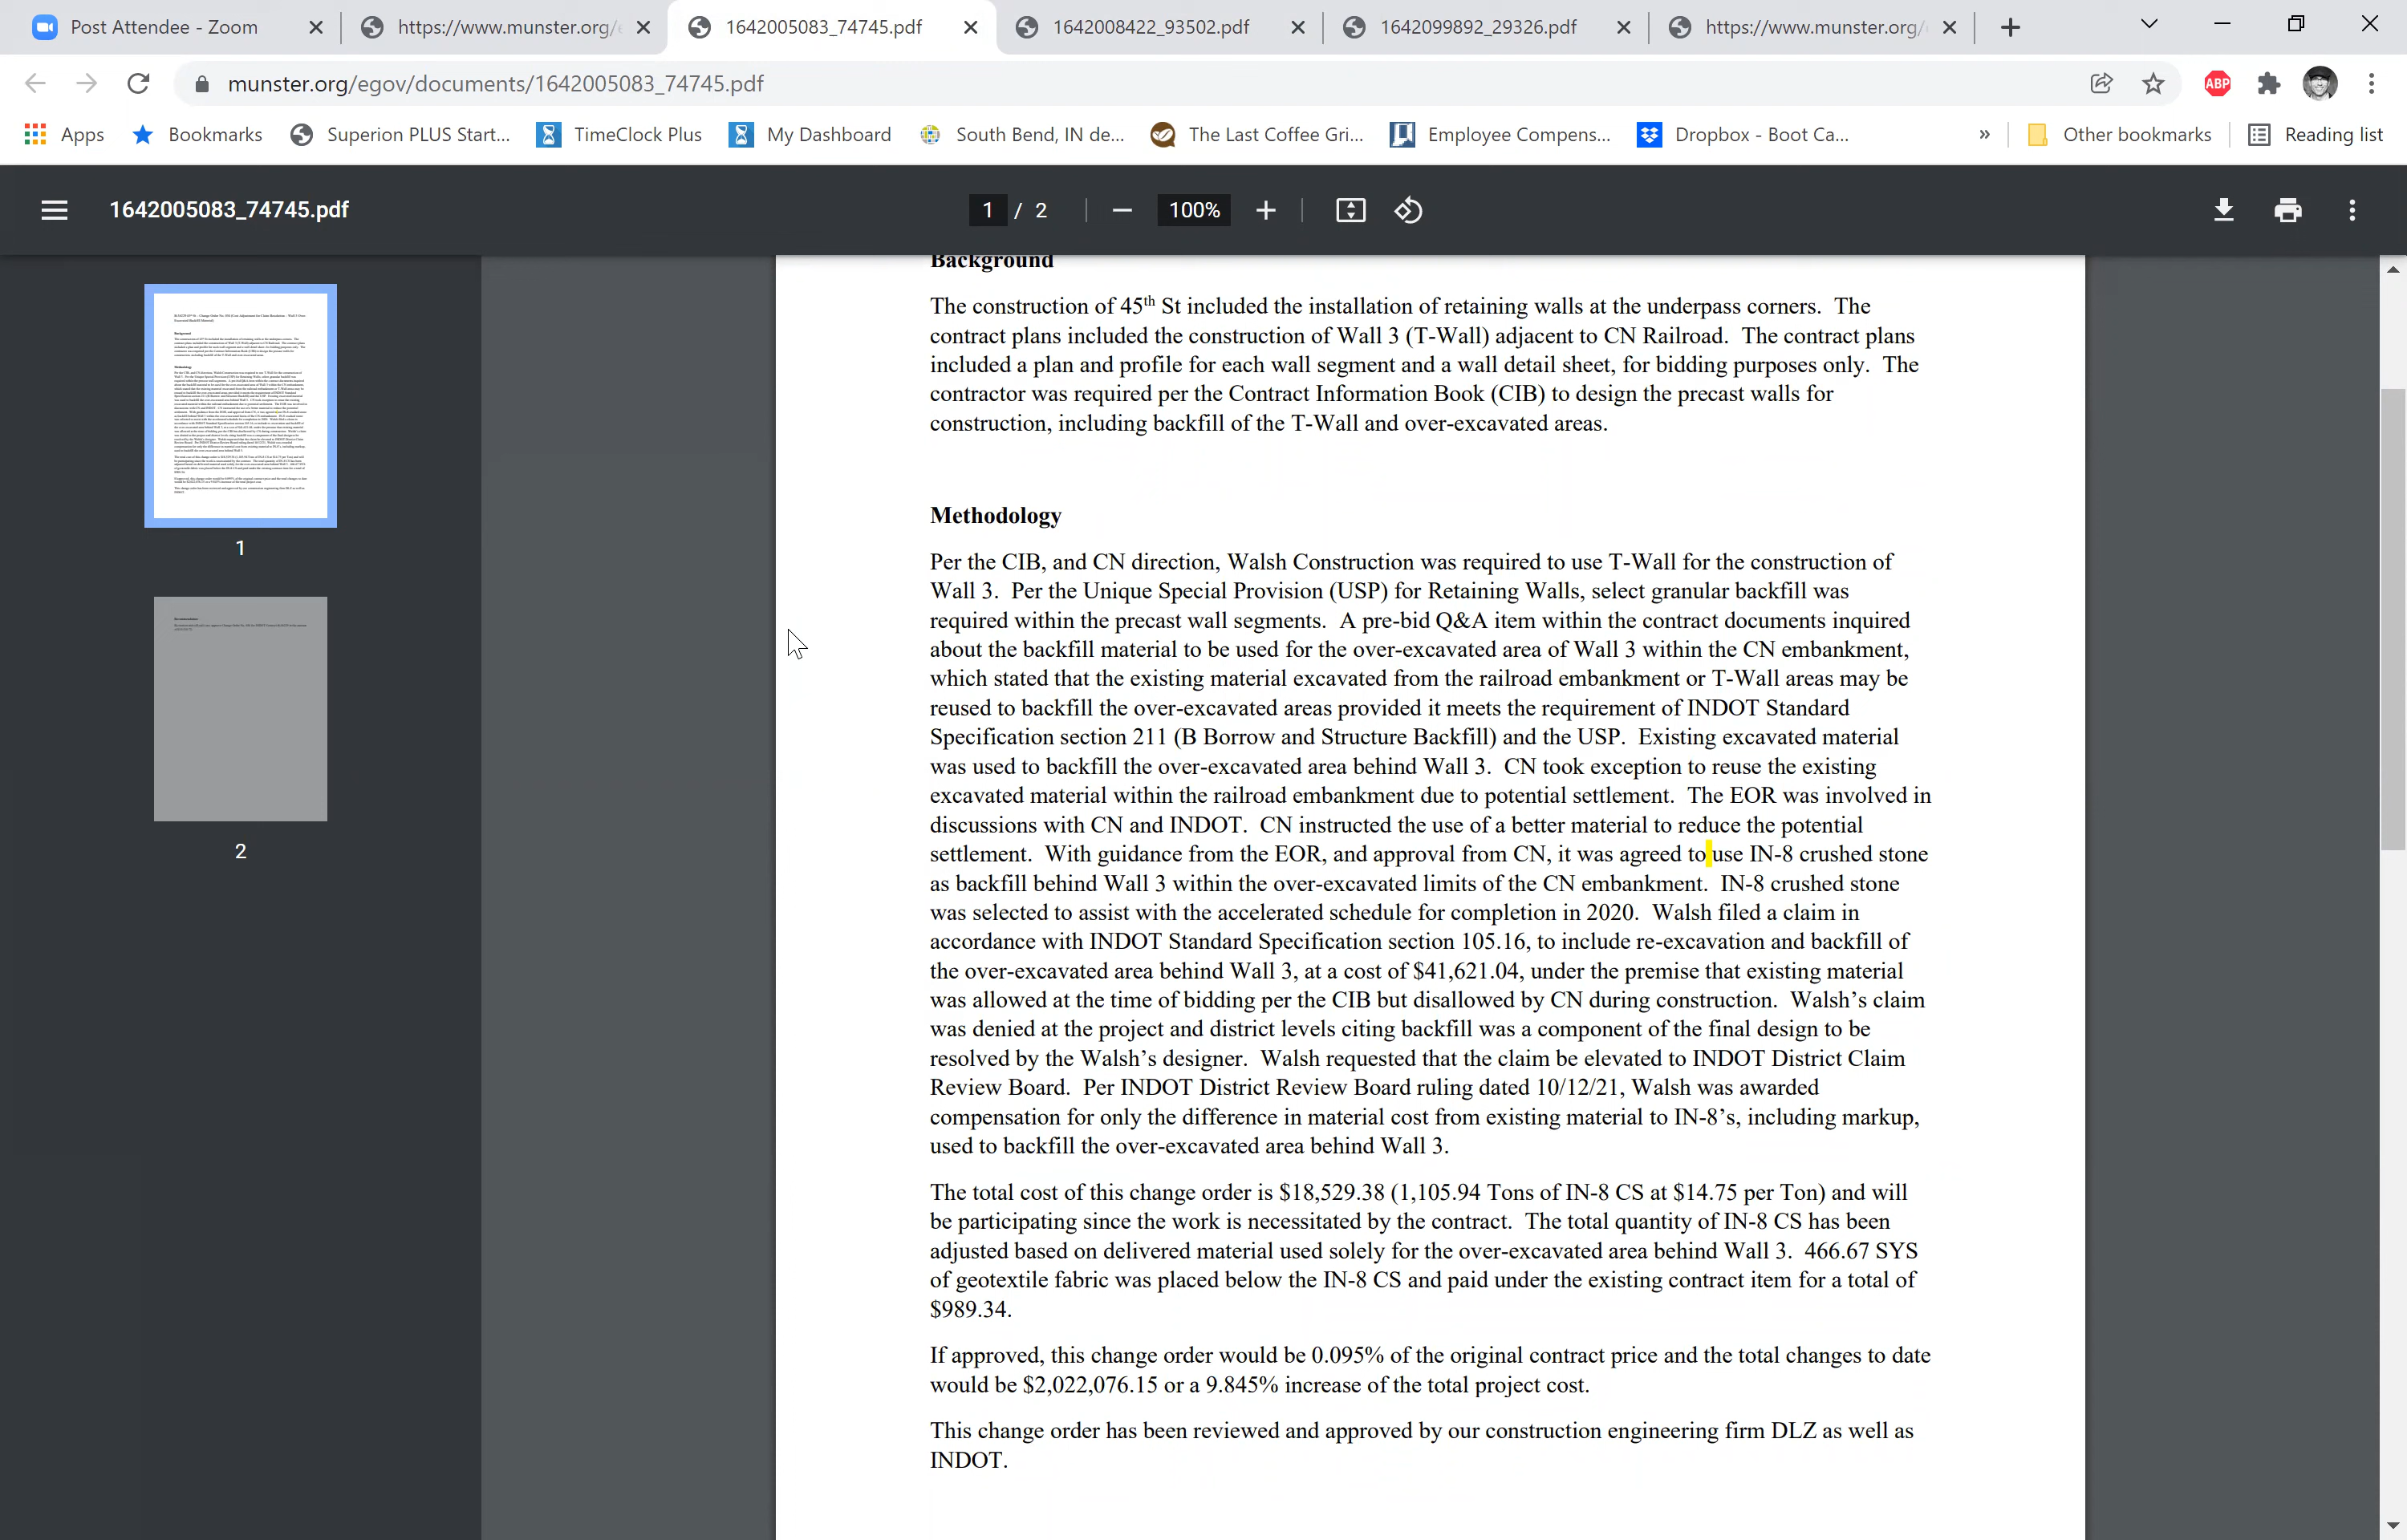 Post Attendee - Zoom
https://www.munster.org/e
1642005083_74745.pdf
1642008422_93502.pdf
1642099892_29326.pdf
https://www.munster.org/
munster.org/egov/documents/1642005083_74745.pdf
ABP
Apps
Bookmarks
Superion PLUS Start...
TimeClock Plus
My Dashboard
South Bend, IN de...
The Last Coffee Gri...
Employee Compens...
Dropbox - Boot Ca...
»
Other bookmarks
Reading list
1642005083_74745.pdf
1 / 2
100%
1
2
Background
The construction of 45th St included the installation of retaining walls at the underpass corners. The
contract plans included the construction of Wall 3 (T-Wall) adjacent to CN Railroad. The contract plans
included a plan and profile for each wall segment and a wall detail sheet, for bidding purposes only. The
contractor was required per the Contract Information Book (CIB) to design the precast walls for
construction, including backfill of the T-Wall and over-excavated areas.
Methodology
Per the CIB, and CN direction, Walsh Construction was required to use T-Wall for the construction of
Wall 3. Per the Unique Special Provision (USP) for Retaining Walls, select granular backfill was
required within the precast wall segments. A pre-bid Q&A item within the contract documents inquired
about the backfill material to be used for the over-excavated area of Wall 3 within the CN embankment,
which stated that the existing material excavated from the railroad embankment or T-Wall areas may be
reused to backfill the over-excavated areas provided it meets the requirement of INDOT Standard
Specification section 211 (B Borrow and Structure Backfill) and the USP. Existing excavated material
was used to backfill the over-excavated area behind Wall 3. CN took exception to reuse the existing
excavated material within the railroad embankment due to potential settlement. The EOR was involved in
discussions with CN and INDOT. CN instructed the use of a better material to reduce the potential
settlement. With guidance from the EOR, and approval from CN, it was agreed to use IN-8 crushed stone
as backfill behind Wall 3 within the over-excavated limits of the CN embankment. IN-8 crushed stone
was selected to assist with the accelerated schedule for completion in 2020. Walsh filed a claim in
accordance with INDOT Standard Specification section 105.16, to include re-excavation and backfill of
the over-excavated area behind Wall 3, at a cost of $41,621.04, under the premise that existing material
was allowed at the time of bidding per the CIB but disallowed by CN during construction. Walsh's claim
was denied at the project and district levels citing backfill was a component of the final design to be
resolved by the Walsh's designer. Walsh requested that the claim be elevated to INDOT District Claim
Review Board. Per INDOT District Review Board ruling dated 10/12/21, Walsh was awarded
compensation for only the difference in material cost from existing material to IN-8's, including markup,
used to backfill the over-excavated area behind Wall 3.
The total cost of this change order is $18,529.38 (1,105.94 Tons of IN-8 CS at $14.75 per Ton) and will
be participating since the work is necessitated by the contract. The total quantity of IN-8 CS has been
adjusted based on delivered material used solely for the over-excavated area behind Wall 3. 466.67 SYS
of geotextile fabric was placed below the IN-8 CS and paid under the existing contract item for a total of
$989.34.
If approved, this change order would be 0.095% of the original contract price and the total changes to date
would be $2,022,076.15 or a 9.845% increase of the total project cost.
This change order has been reviewed and approved by our construction engineering firm DLZ as well as
INDOT.